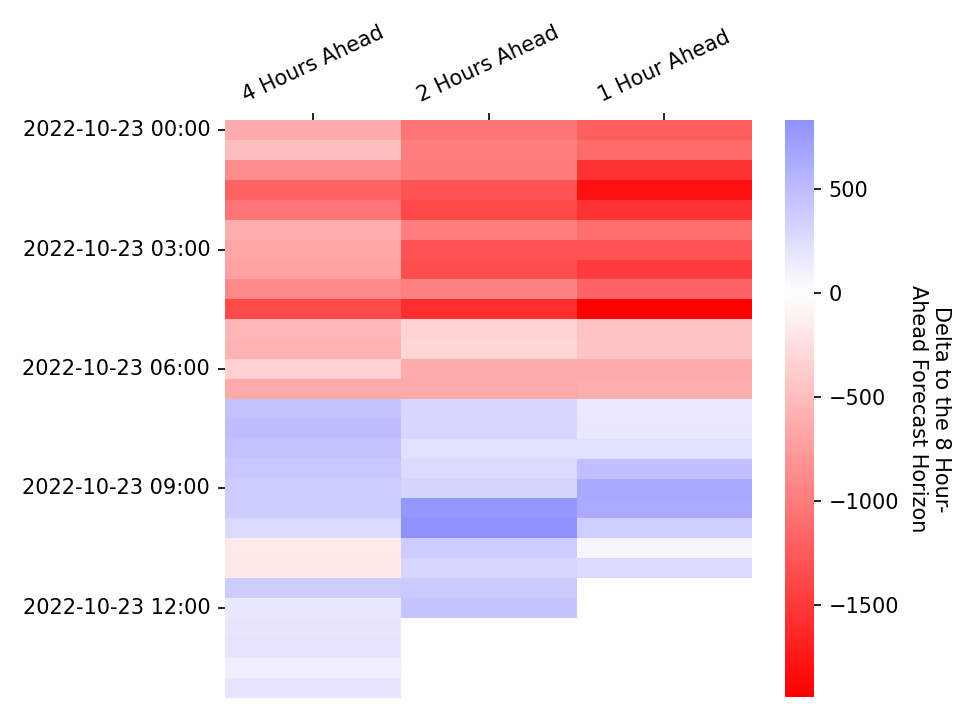 4 Hours Ahead
2 Hours Ahead
1 Hour Ahead
2022-10-23 00:00
2022-10-23 03:00
2022-10-23 06:00
2022-10-23 09:00
2022-10-23 12:00
500
0
−500
−1000
−1500
Delta to the 8 Hour-
Ahead Forecast Horizon